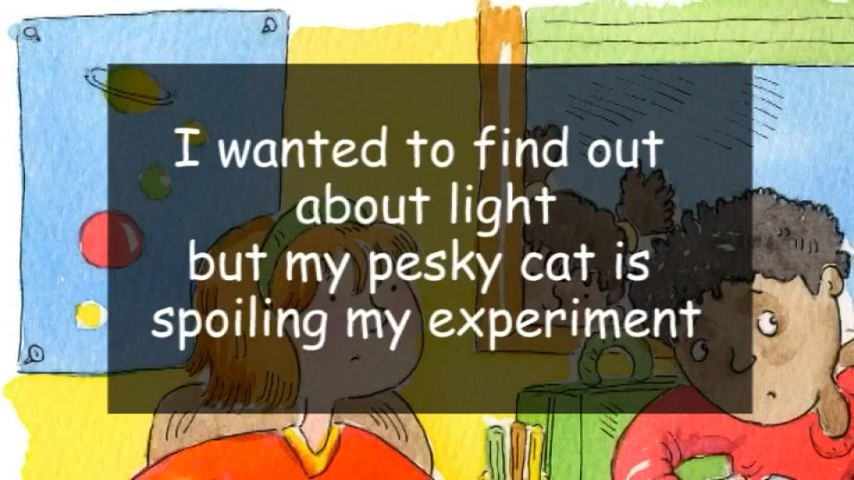 I wanted to find out
about light
but my pesky cat is
spoiling my experiment